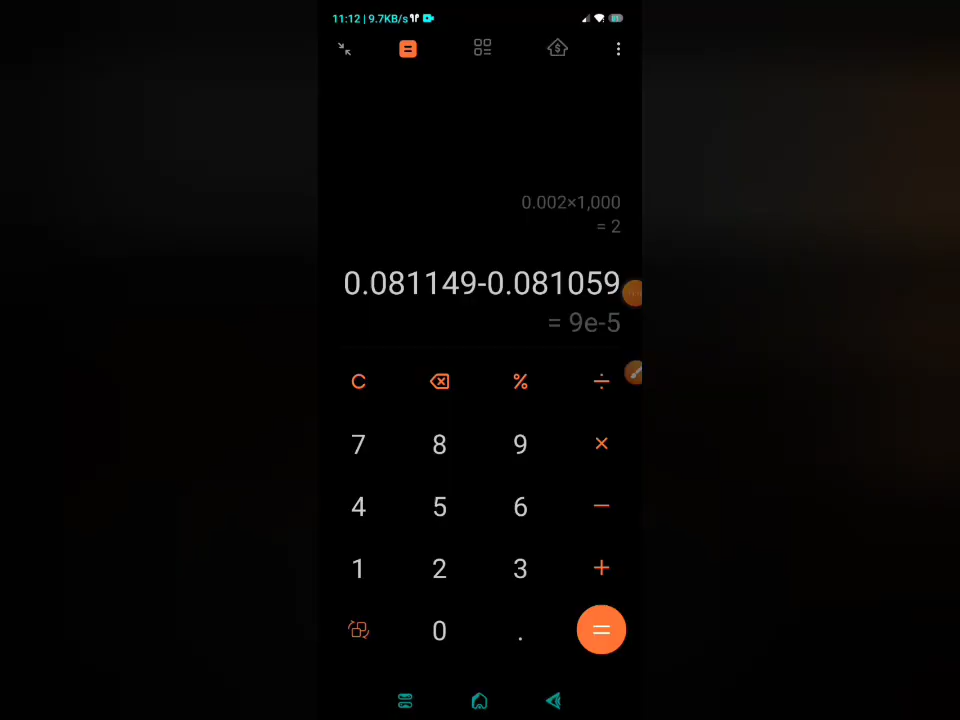 11:12 | 9.7KB/s
0.002×1,000
= 2
0.081149-0.081059
= 9e-5
C % ÷
7 8 9 ×
4 5 6 −
1 2 3 +
0 . =